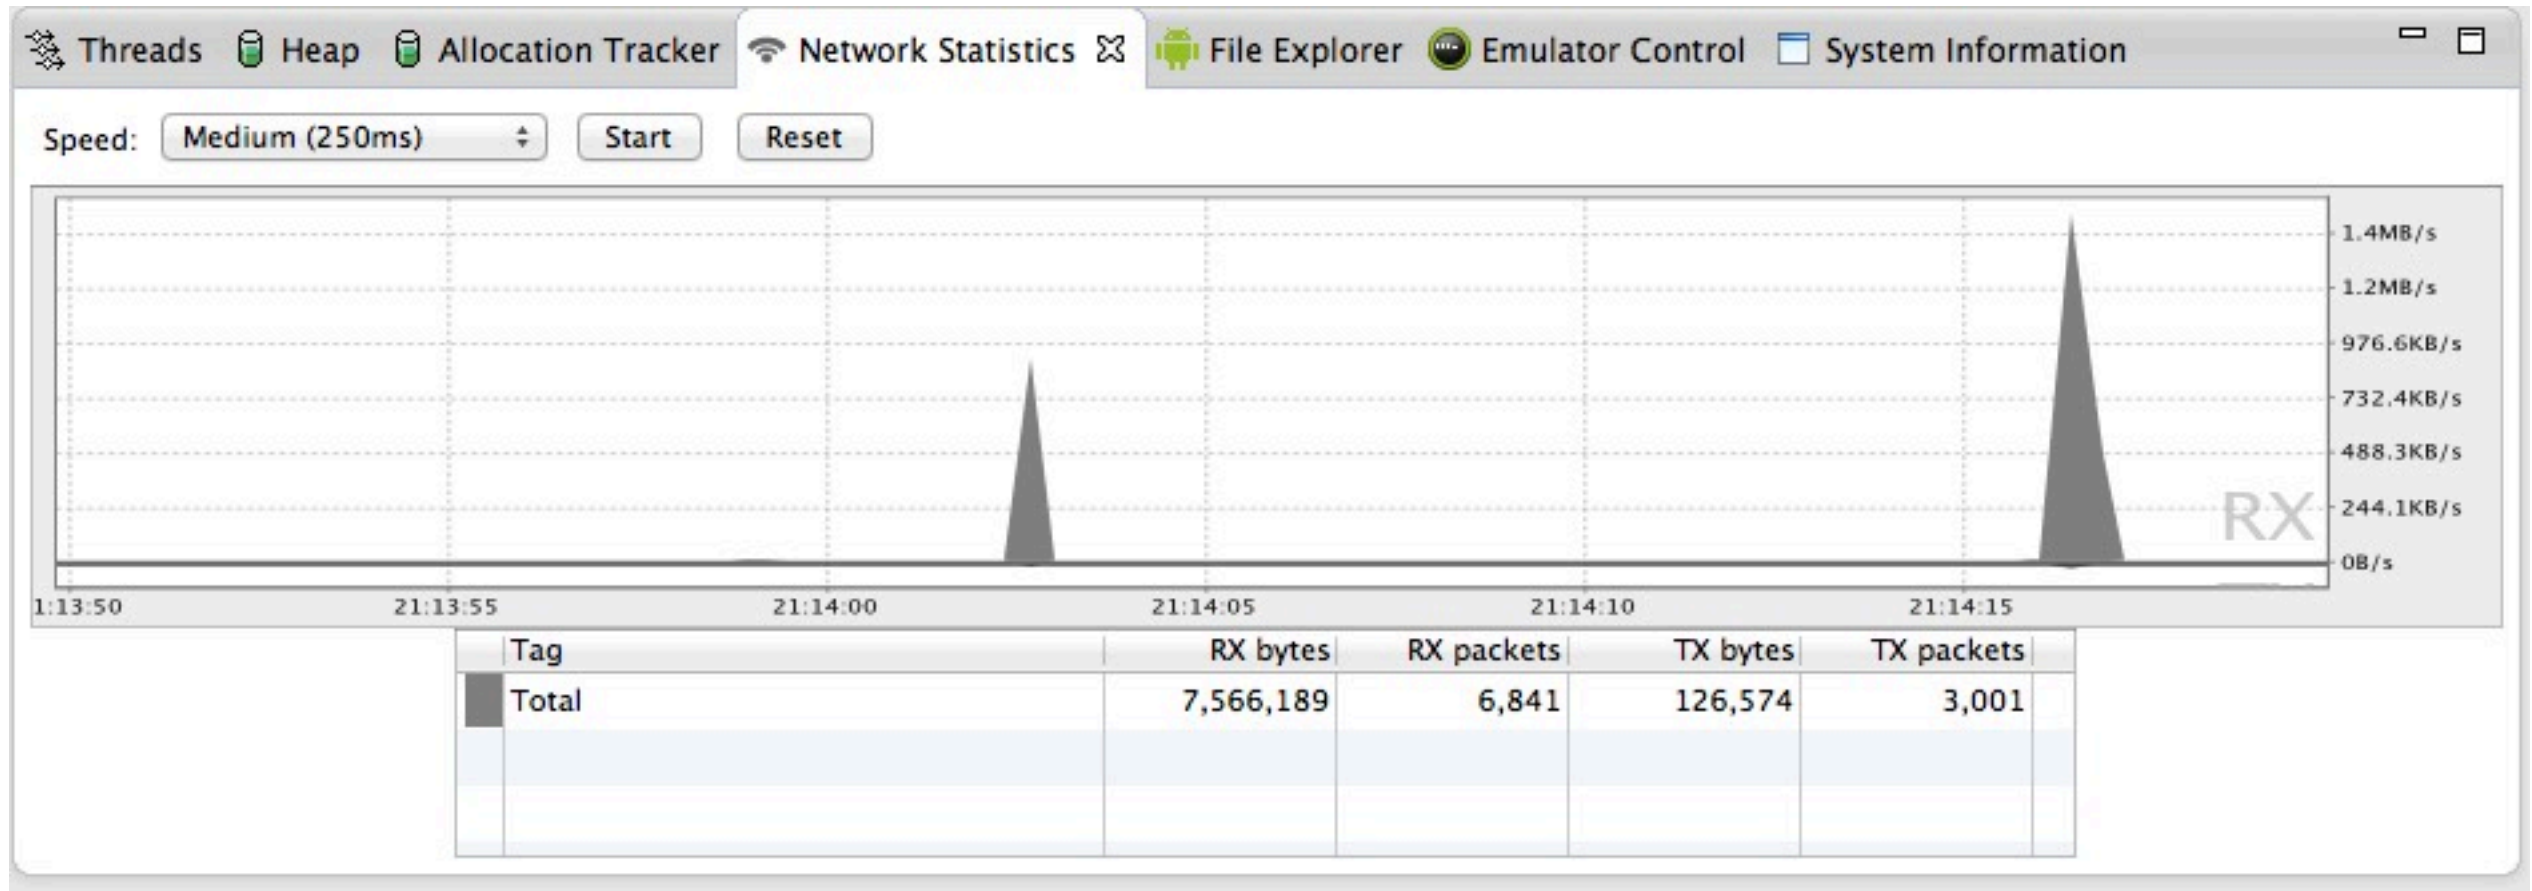 Threads Heap Allocation Tracker Network Statistics File Explorer Emulator Control System Information
Speed: Medium (250ms) Start Reset
1.4MB/s
1.2MB/s
976.6KB/s
732.4KB/s
488.3KB/s
244.1KB/s
RX
0B/s
1:13:50 21:13:55 21:14:00 21:14:05 21:14:10 21:14:15
Tag RX bytes RX packets TX bytes TX packets
Total 7,566,189 6,841 126,574 3,001